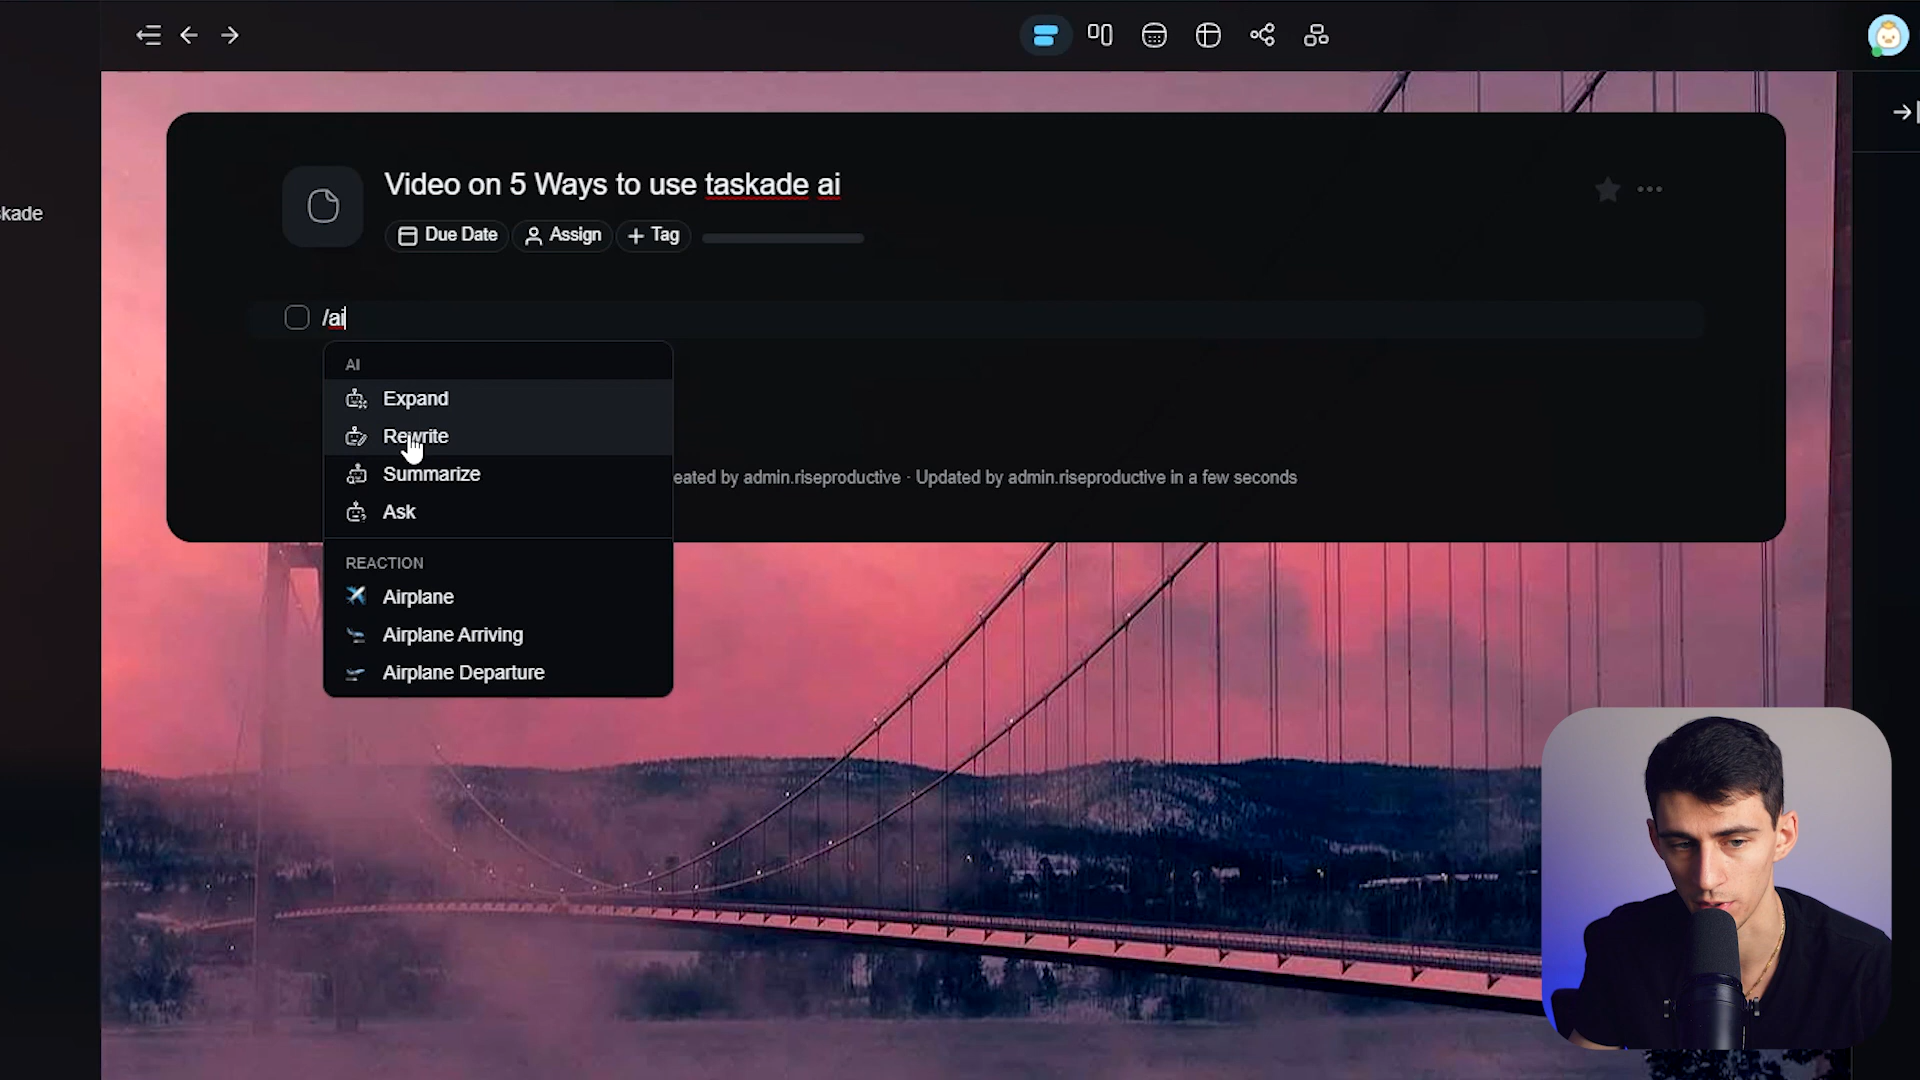 Video on 5 Ways to use taskade ai
Due Date
Assign
+ Tag
skade
/ai
AI
Expand
Rewrite
Summarize
Ask
eated by admin.riseproductive · Updated by admin.riseproductive in a few seconds
REACTION
Airplane
Airplane Arriving
Airplane Departure